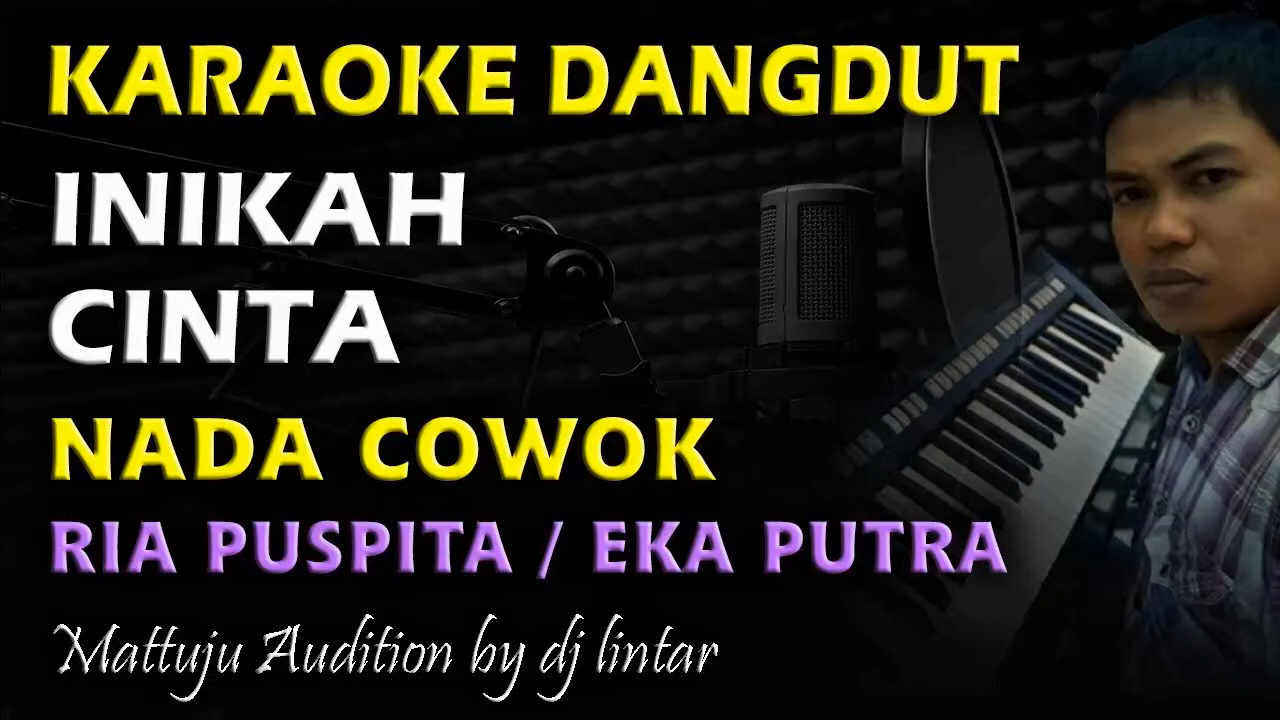 KARAOKE DANGDUT
INIKAH
CINTA
NADA COWOK
RIA PUSPITA / EKA PUTRA
Mattuju Audition by dj lintar